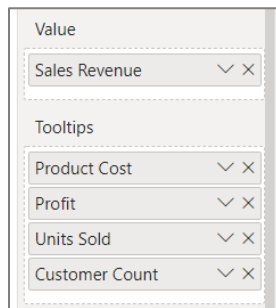 Value
Sales Revenue
Tooltips
Product Cost
Profit
Units Sold
Customer Count